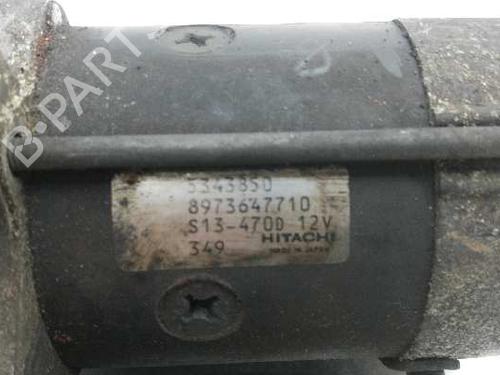 B-PARTS
5343850
8973647710
S13-470D 12V
349 HITACHI
MADE IN JAPAN